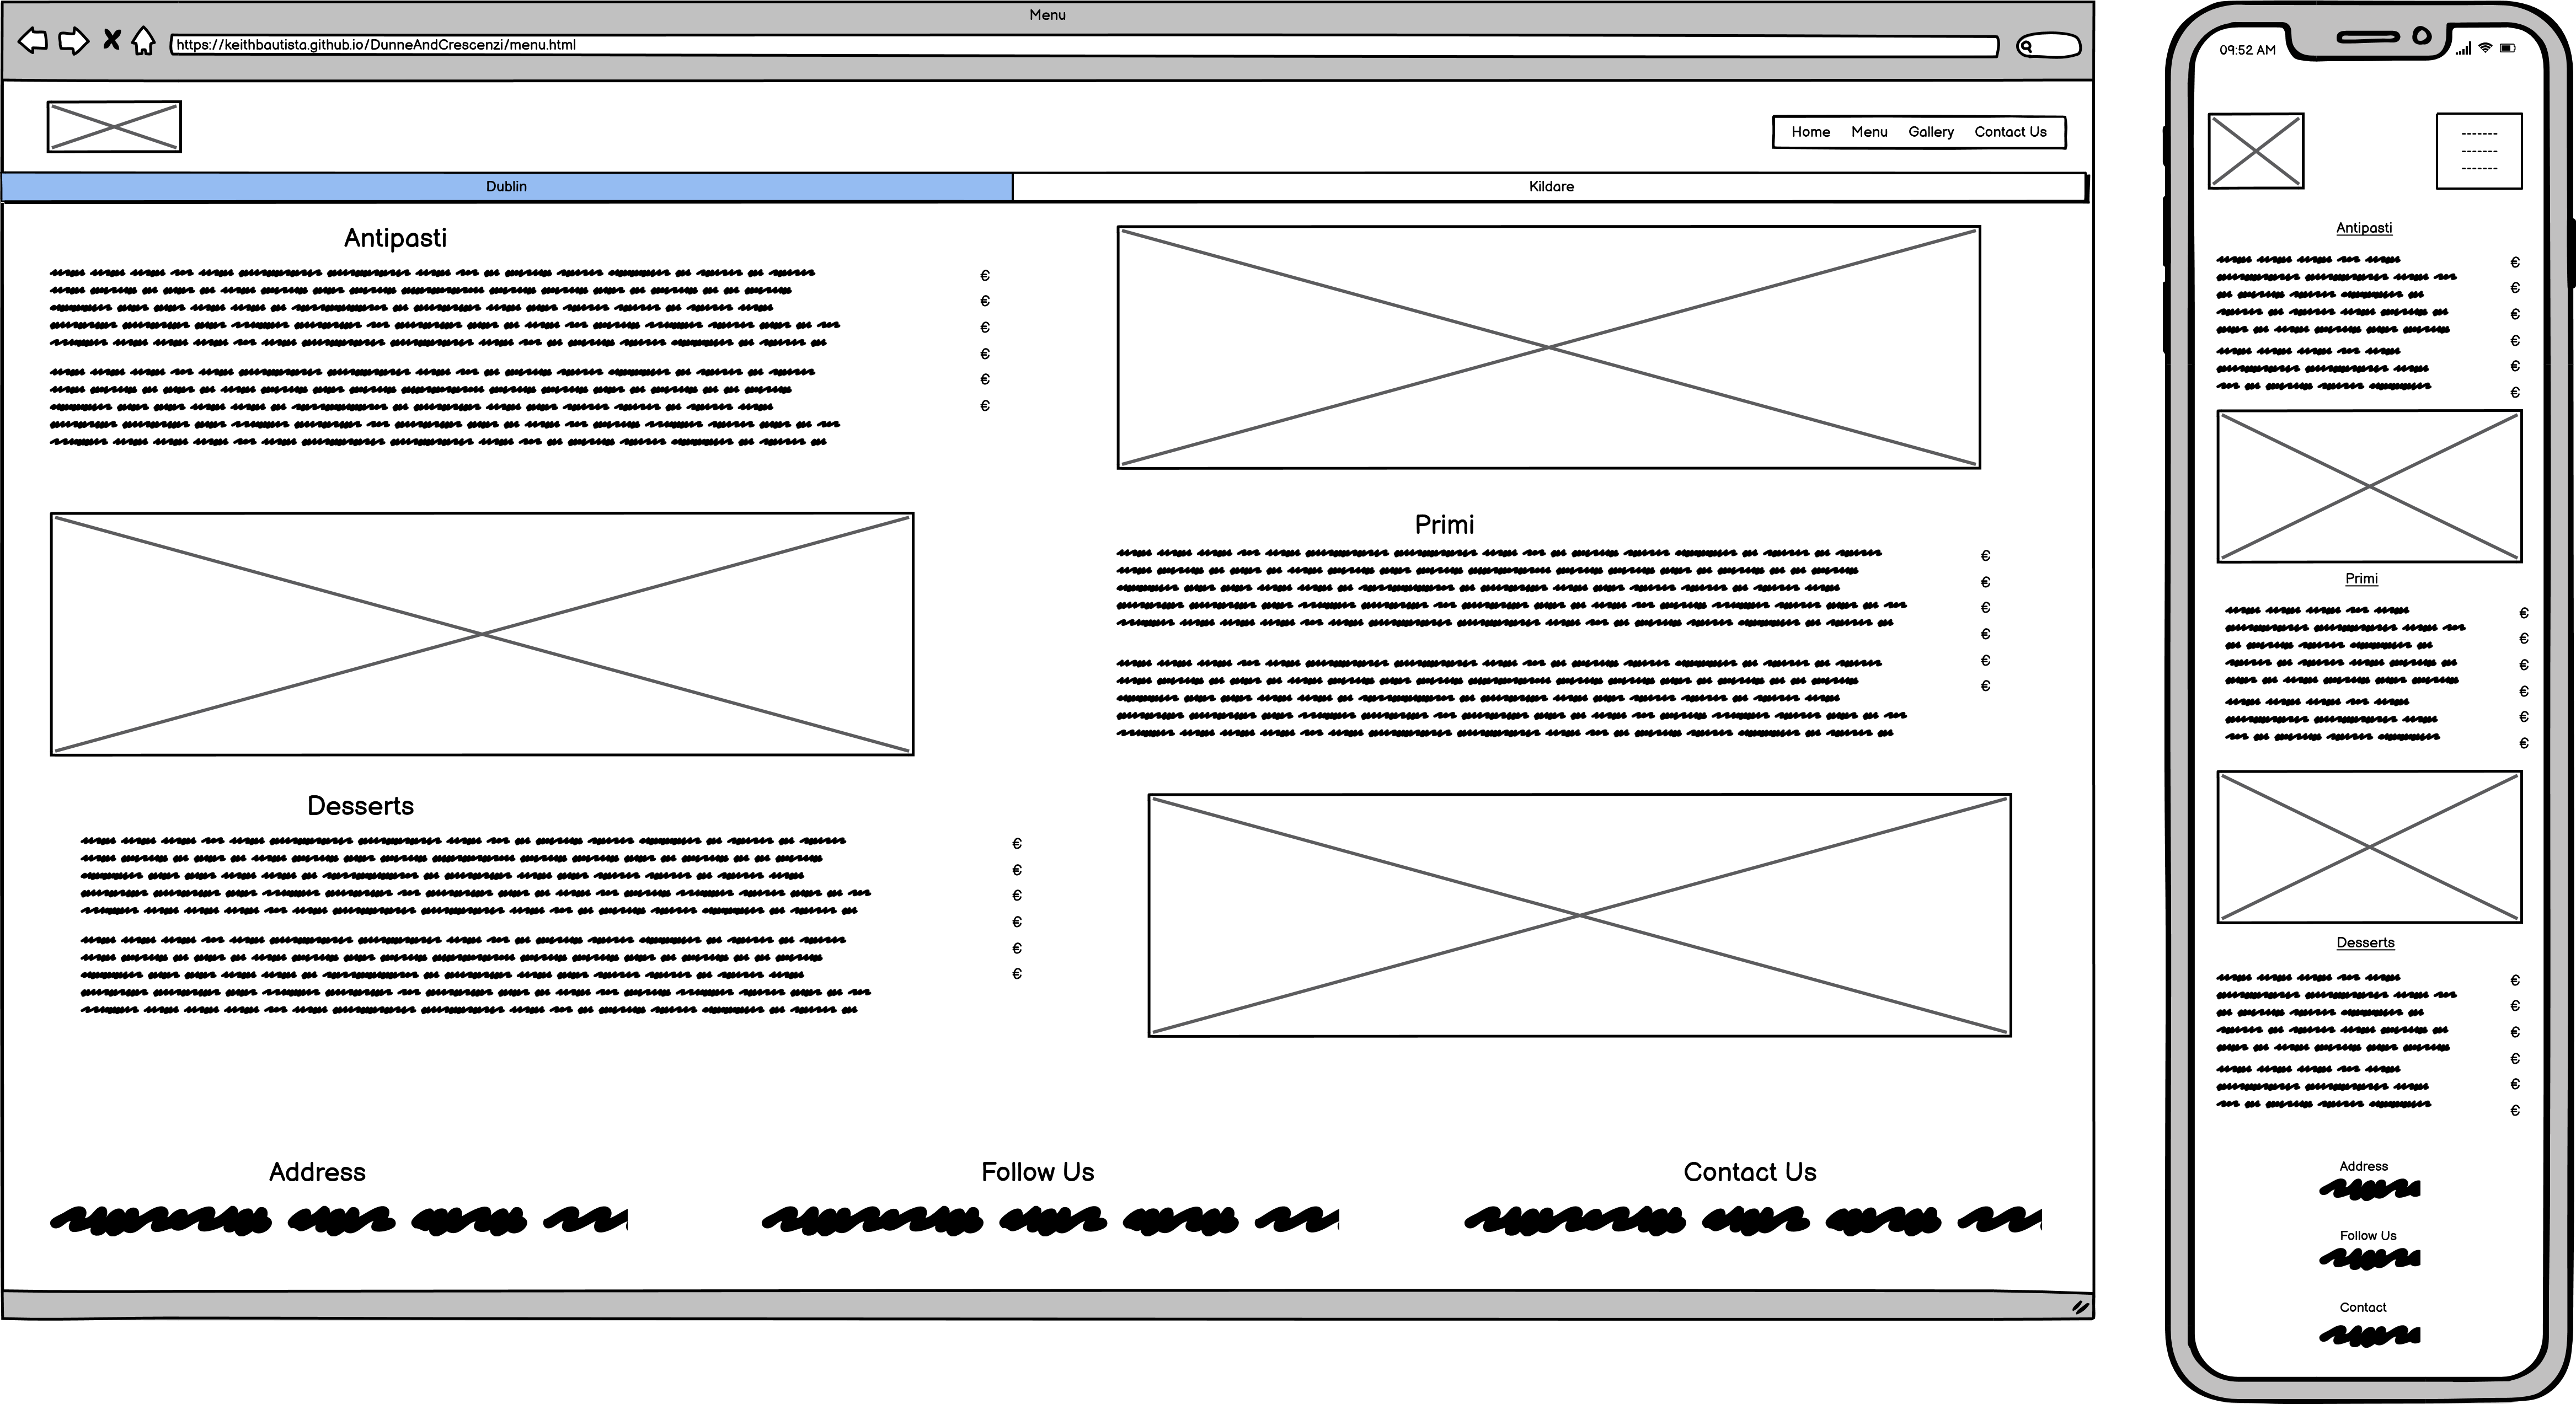 Menu
https://keithbautista.github.io/DunneAndCrescenzi/menu.html
Home Menu Gallery Contact Us
Dublin Kildare
Antipasti
€
€
€
€
€
€
Primi
€
€
€
€
€
€
Desserts
€
€
€
€
€
€
Address Follow Us Contact Us
09:52 AM
Antipasti
€
€
€
€
€
€
Primi
€
€
€
€
€
€
Desserts
€
€
€
€
€
€
Address
Follow Us
Contact